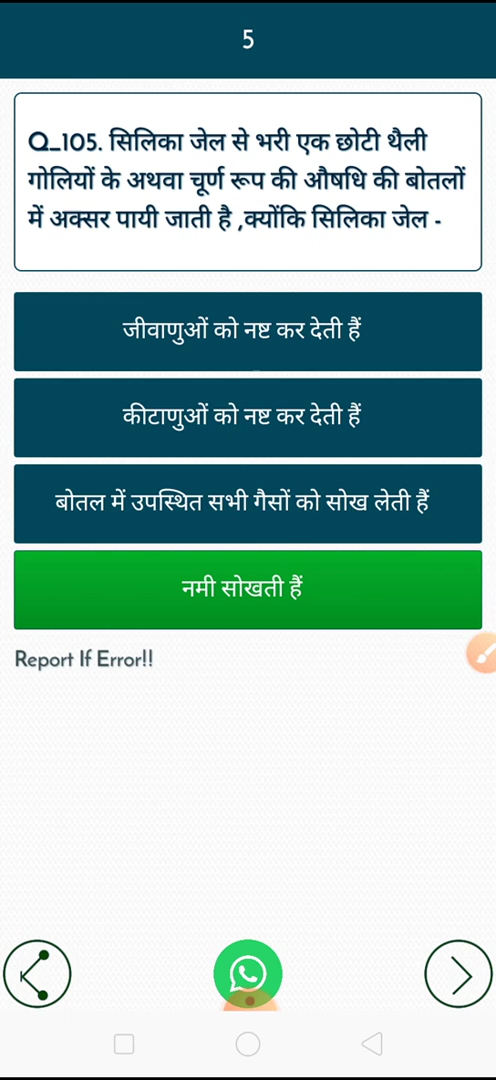 5
Q_105. सिलिका जेल से भरी एक छोटी थैली
गोलियों के अथवा चूर्ण रूप की औषधि की बोतलों
में अक्सर पायी जाती है ,क्योंकि सिलिका जेल -
जीवाणुओं को नष्ट कर देती हैं
कीटाणुओं को नष्ट कर देती हैं
बोतल में उपस्थित सभी गैसों को सोख लेती हैं
नमी सोखती हैं
Report If Error!!